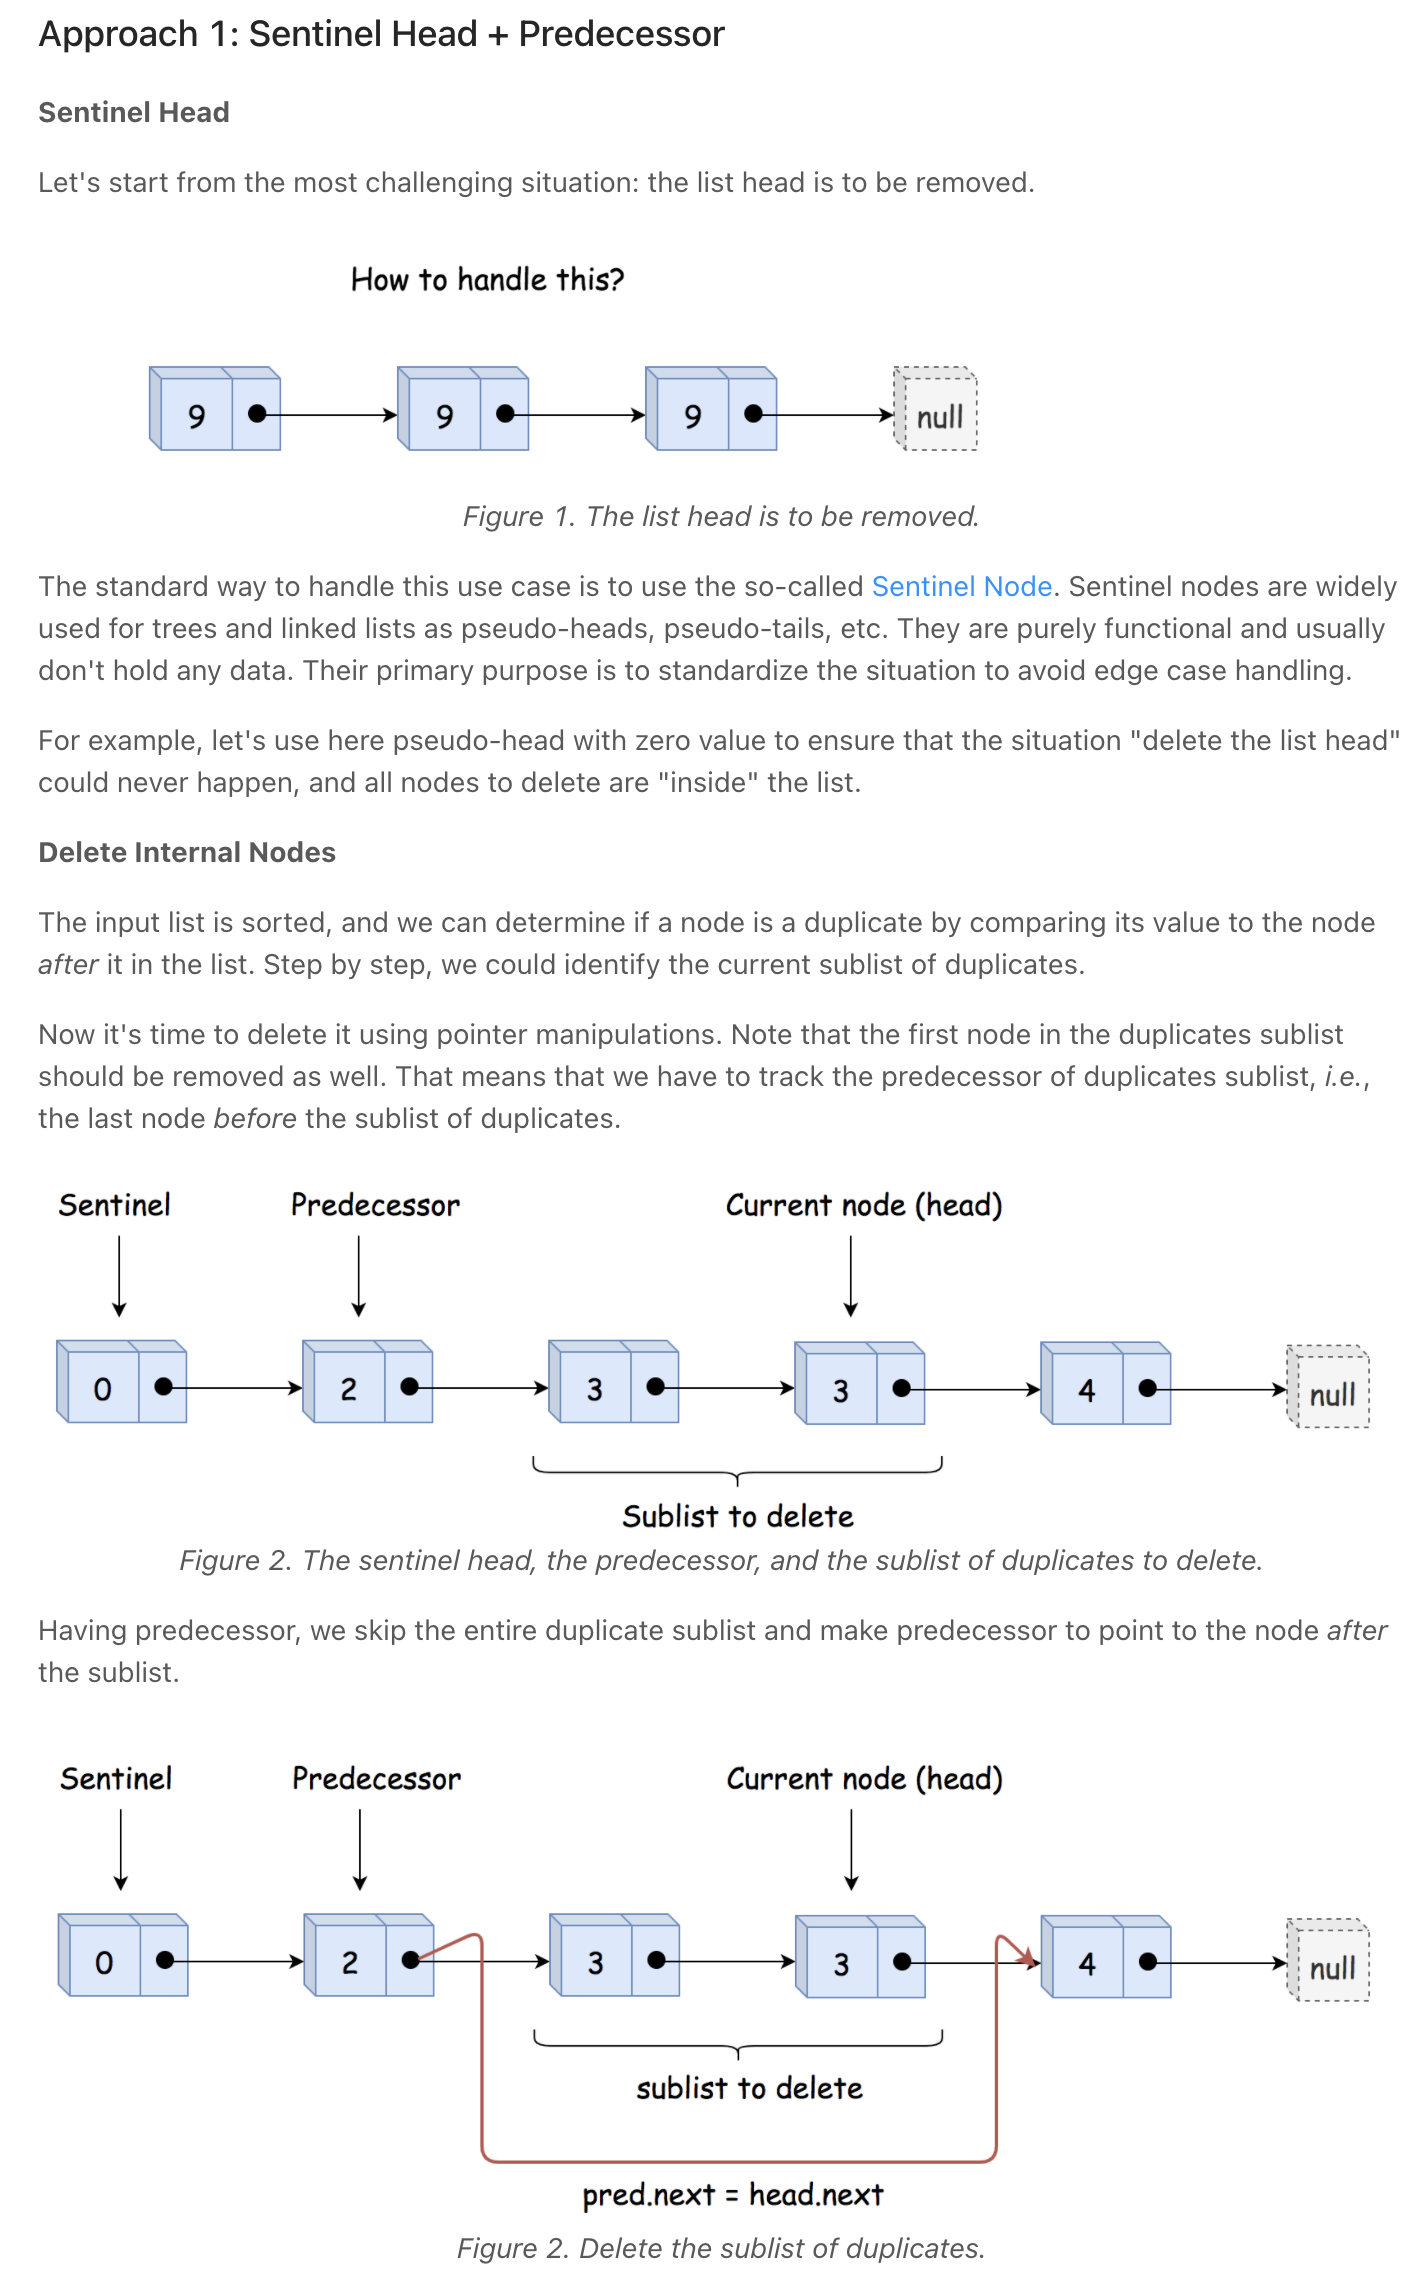 Approach 1: Sentinel Head + Predecessor
Sentinel Head
Let's start from the most challenging situation: the list head is to be removed.
How to handle this?
9 9 9 null
Figure 1. The list head is to be removed.
The standard way to handle this use case is to use the so-called Sentinel Node. Sentinel nodes are widely
used for trees and linked lists as pseudo-heads, pseudo-tails, etc. They are purely functional and usually
don't hold any data. Their primary purpose is to standardize the situation to avoid edge case handling.
For example, let's use here pseudo-head with zero value to ensure that the situation "delete the list head"
could never happen, and all nodes to delete are "inside" the list.
Delete Internal Nodes
The input list is sorted, and we can determine if a node is a duplicate by comparing its value to the node
after it in the list. Step by step, we could identify the current sublist of duplicates.
Now it's time to delete it using pointer manipulations. Note that the first node in the duplicates sublist
should be removed as well. That means that we have to track the predecessor of duplicates sublist, i.e.,
the last node before the sublist of duplicates.
Sentinel Predecessor Current node (head)
0 2 3 3 4 null
Sublist to delete
Figure 2. The sentinel head, the predecessor, and the sublist of duplicates to delete.
Having predecessor, we skip the entire duplicate sublist and make predecessor to point to the node after
the sublist.
Sentinel Predecessor Current node (head)
0 2 3 3 4 null
sublist to delete
pred.next = head.next
Figure 2. Delete the sublist of duplicates.